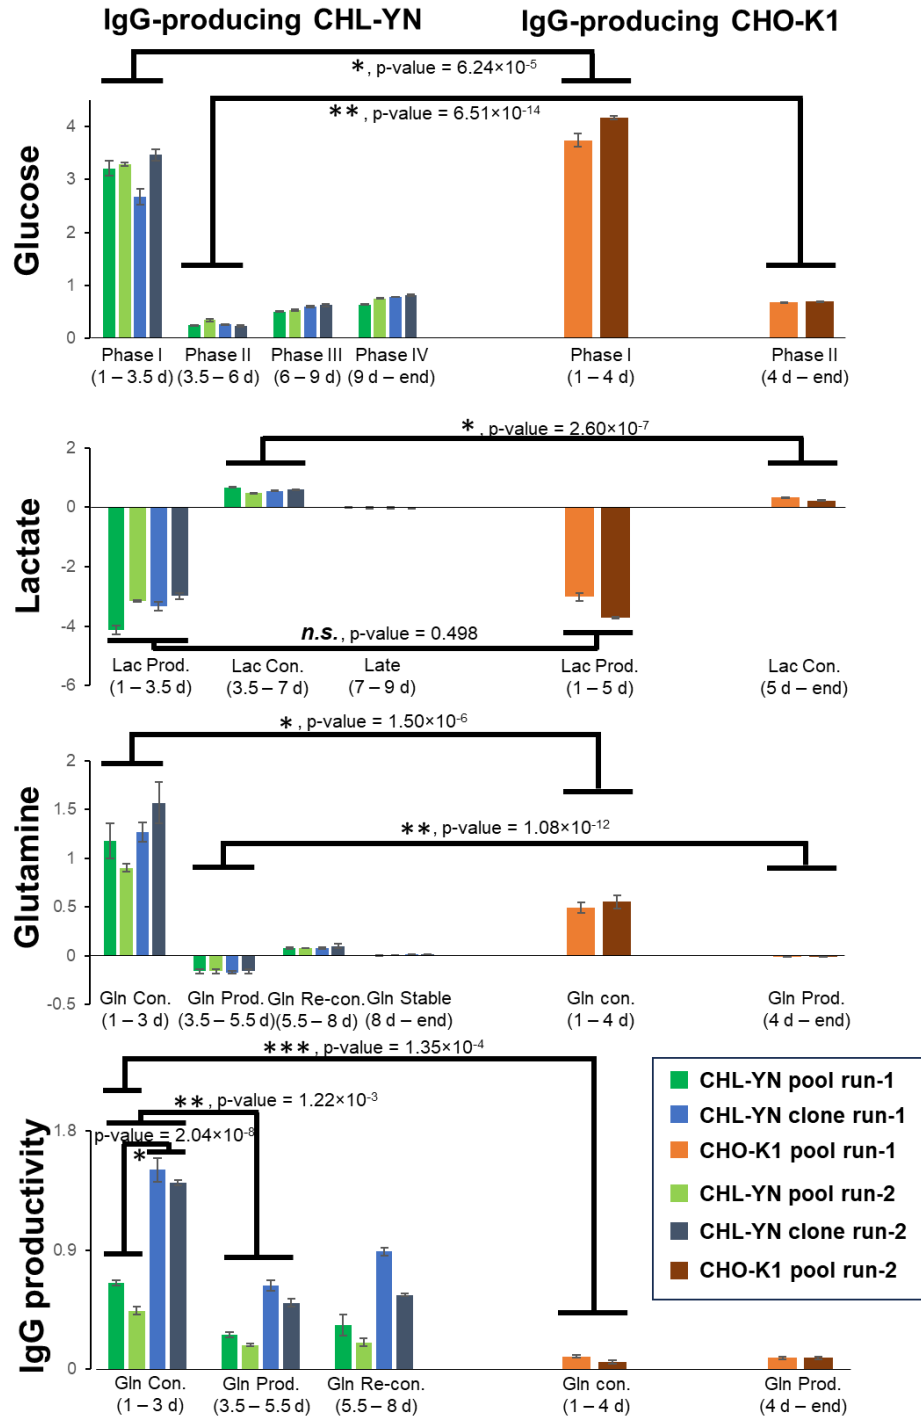 IgG-producing CHL-YN
IgG-producing CHO-K1
*, p-value = 6.24×10-5
**, p-value = 6.51×10-14
Glucose
4
3
2
1
0
Phase I
(1 – 3.5 d)
Phase II
(3.5 – 6 d)
Phase III
(6 – 9 d)
Phase IV
(9 d – end)
Phase I
(1 – 4 d)
Phase II
(4 d – end)
*, p-value = 2.60×10-7
Lactate
2
0
-2
-4
-6
n.s., p-value = 0.498
Lac Prod.
(1 – 3.5 d)
Lac Con.
(3.5 – 7 d)
Late
(7 – 9 d)
Lac Prod.
(1 – 5 d)
Lac Con.
(5 d – end)
*, p-value = 1.50×10-6
**, p-value = 1.08×10-12
Glutamine
2
1.5
1
0.5
0
-0.5
Gln Con.
(1 – 3 d)
Gln Prod.
(3.5 – 5.5 d)
Gln Re-con.
(5.5 – 8 d)
Gln Stable
(8 d – end)
Gln con.
(1 – 4 d)
Gln Prod.
(4 d – end)
***, p-value = 1.35×10-4
**, p-value = 1.22×10-3
p-value = 2.04×10-8
*
IgG productivity
1.8
0.9
0
Gln Con.
(1 – 3 d)
Gln Prod.
(3.5 – 5.5 d)
Gln Re-con.
(5.5 – 8 d)
Gln con.
(1 – 4 d)
Gln Prod.
(4 d – end)
CHL-YN pool run-1
CHL-YN clone run-1
CHO-K1 pool run-1
CHL-YN pool run-2
CHL-YN clone run-2
CHO-K1 pool run-2